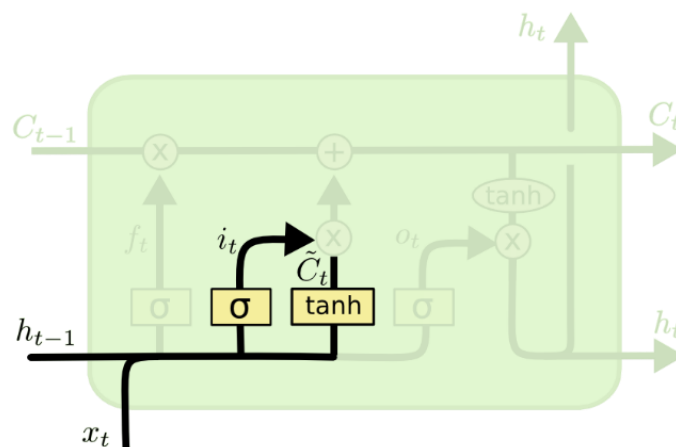 h_t
C_{t-1} × + C_t
tanh
f_t i_t × o_t ×
C̃_t
σ σ tanh σ
h_{t-1} h_t
x_t